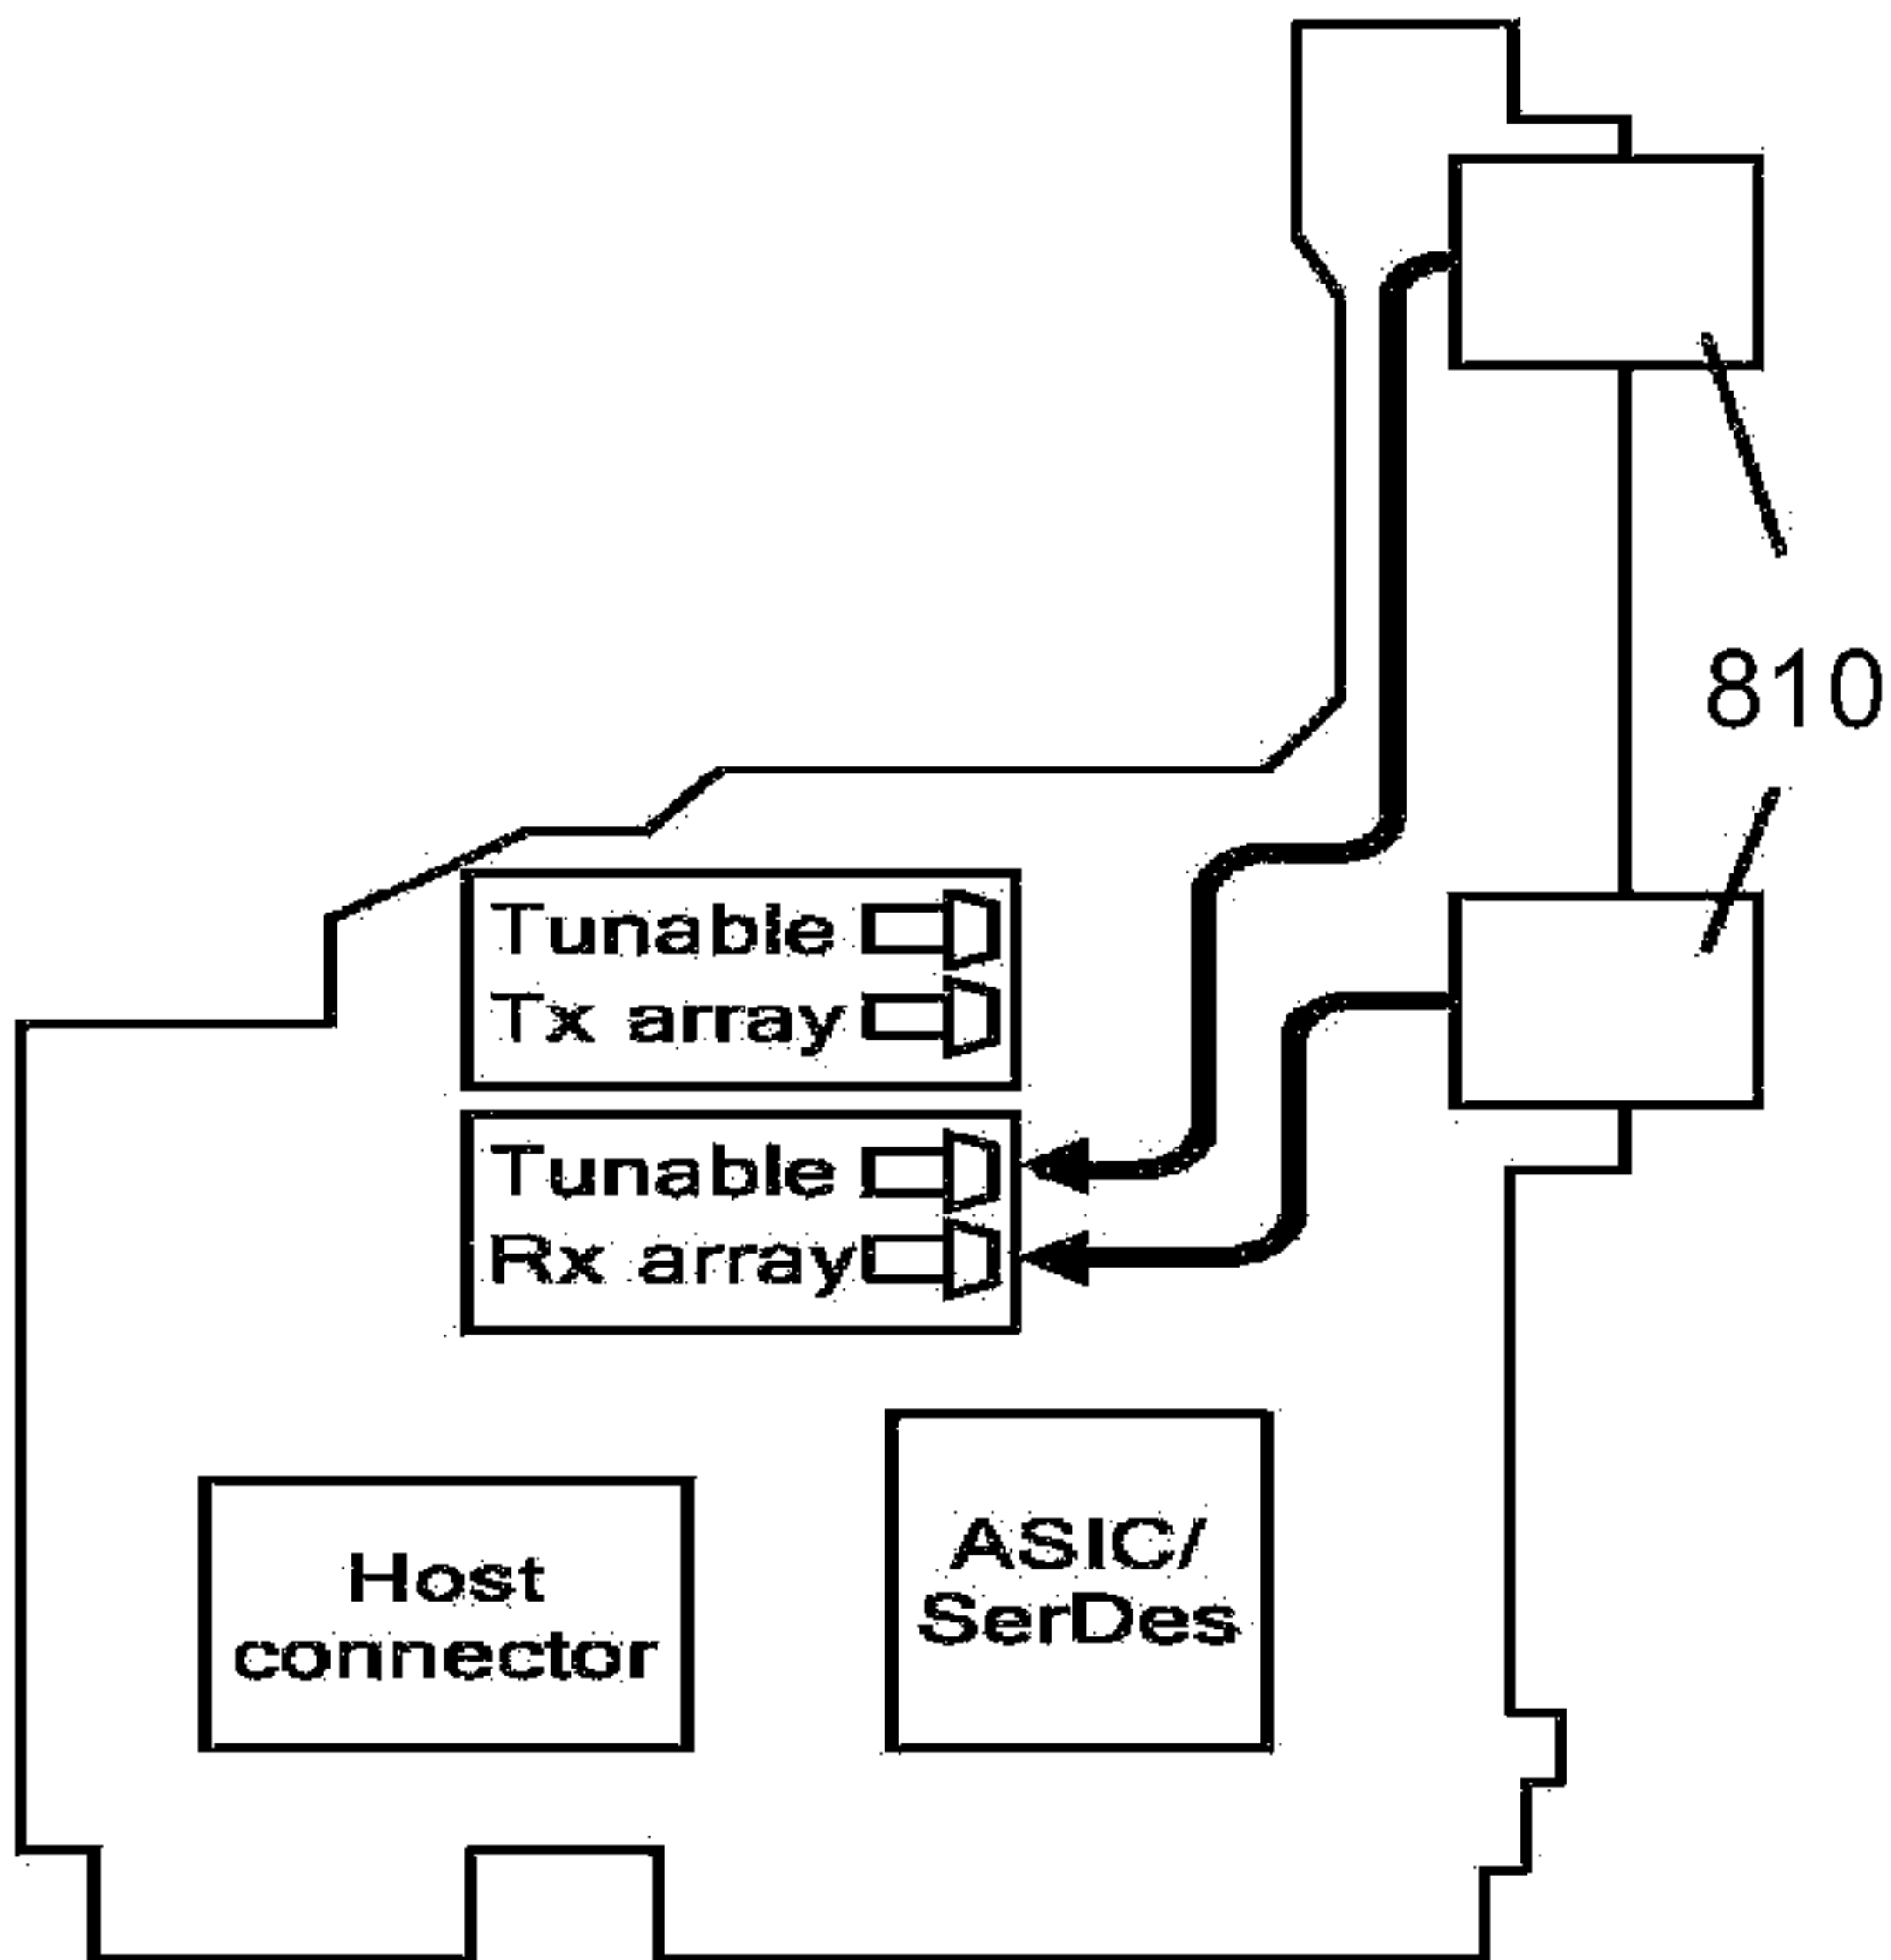 810
Tunable
Tx array
Tunable
Rx array
Host
connector
ASIC/
SerDes